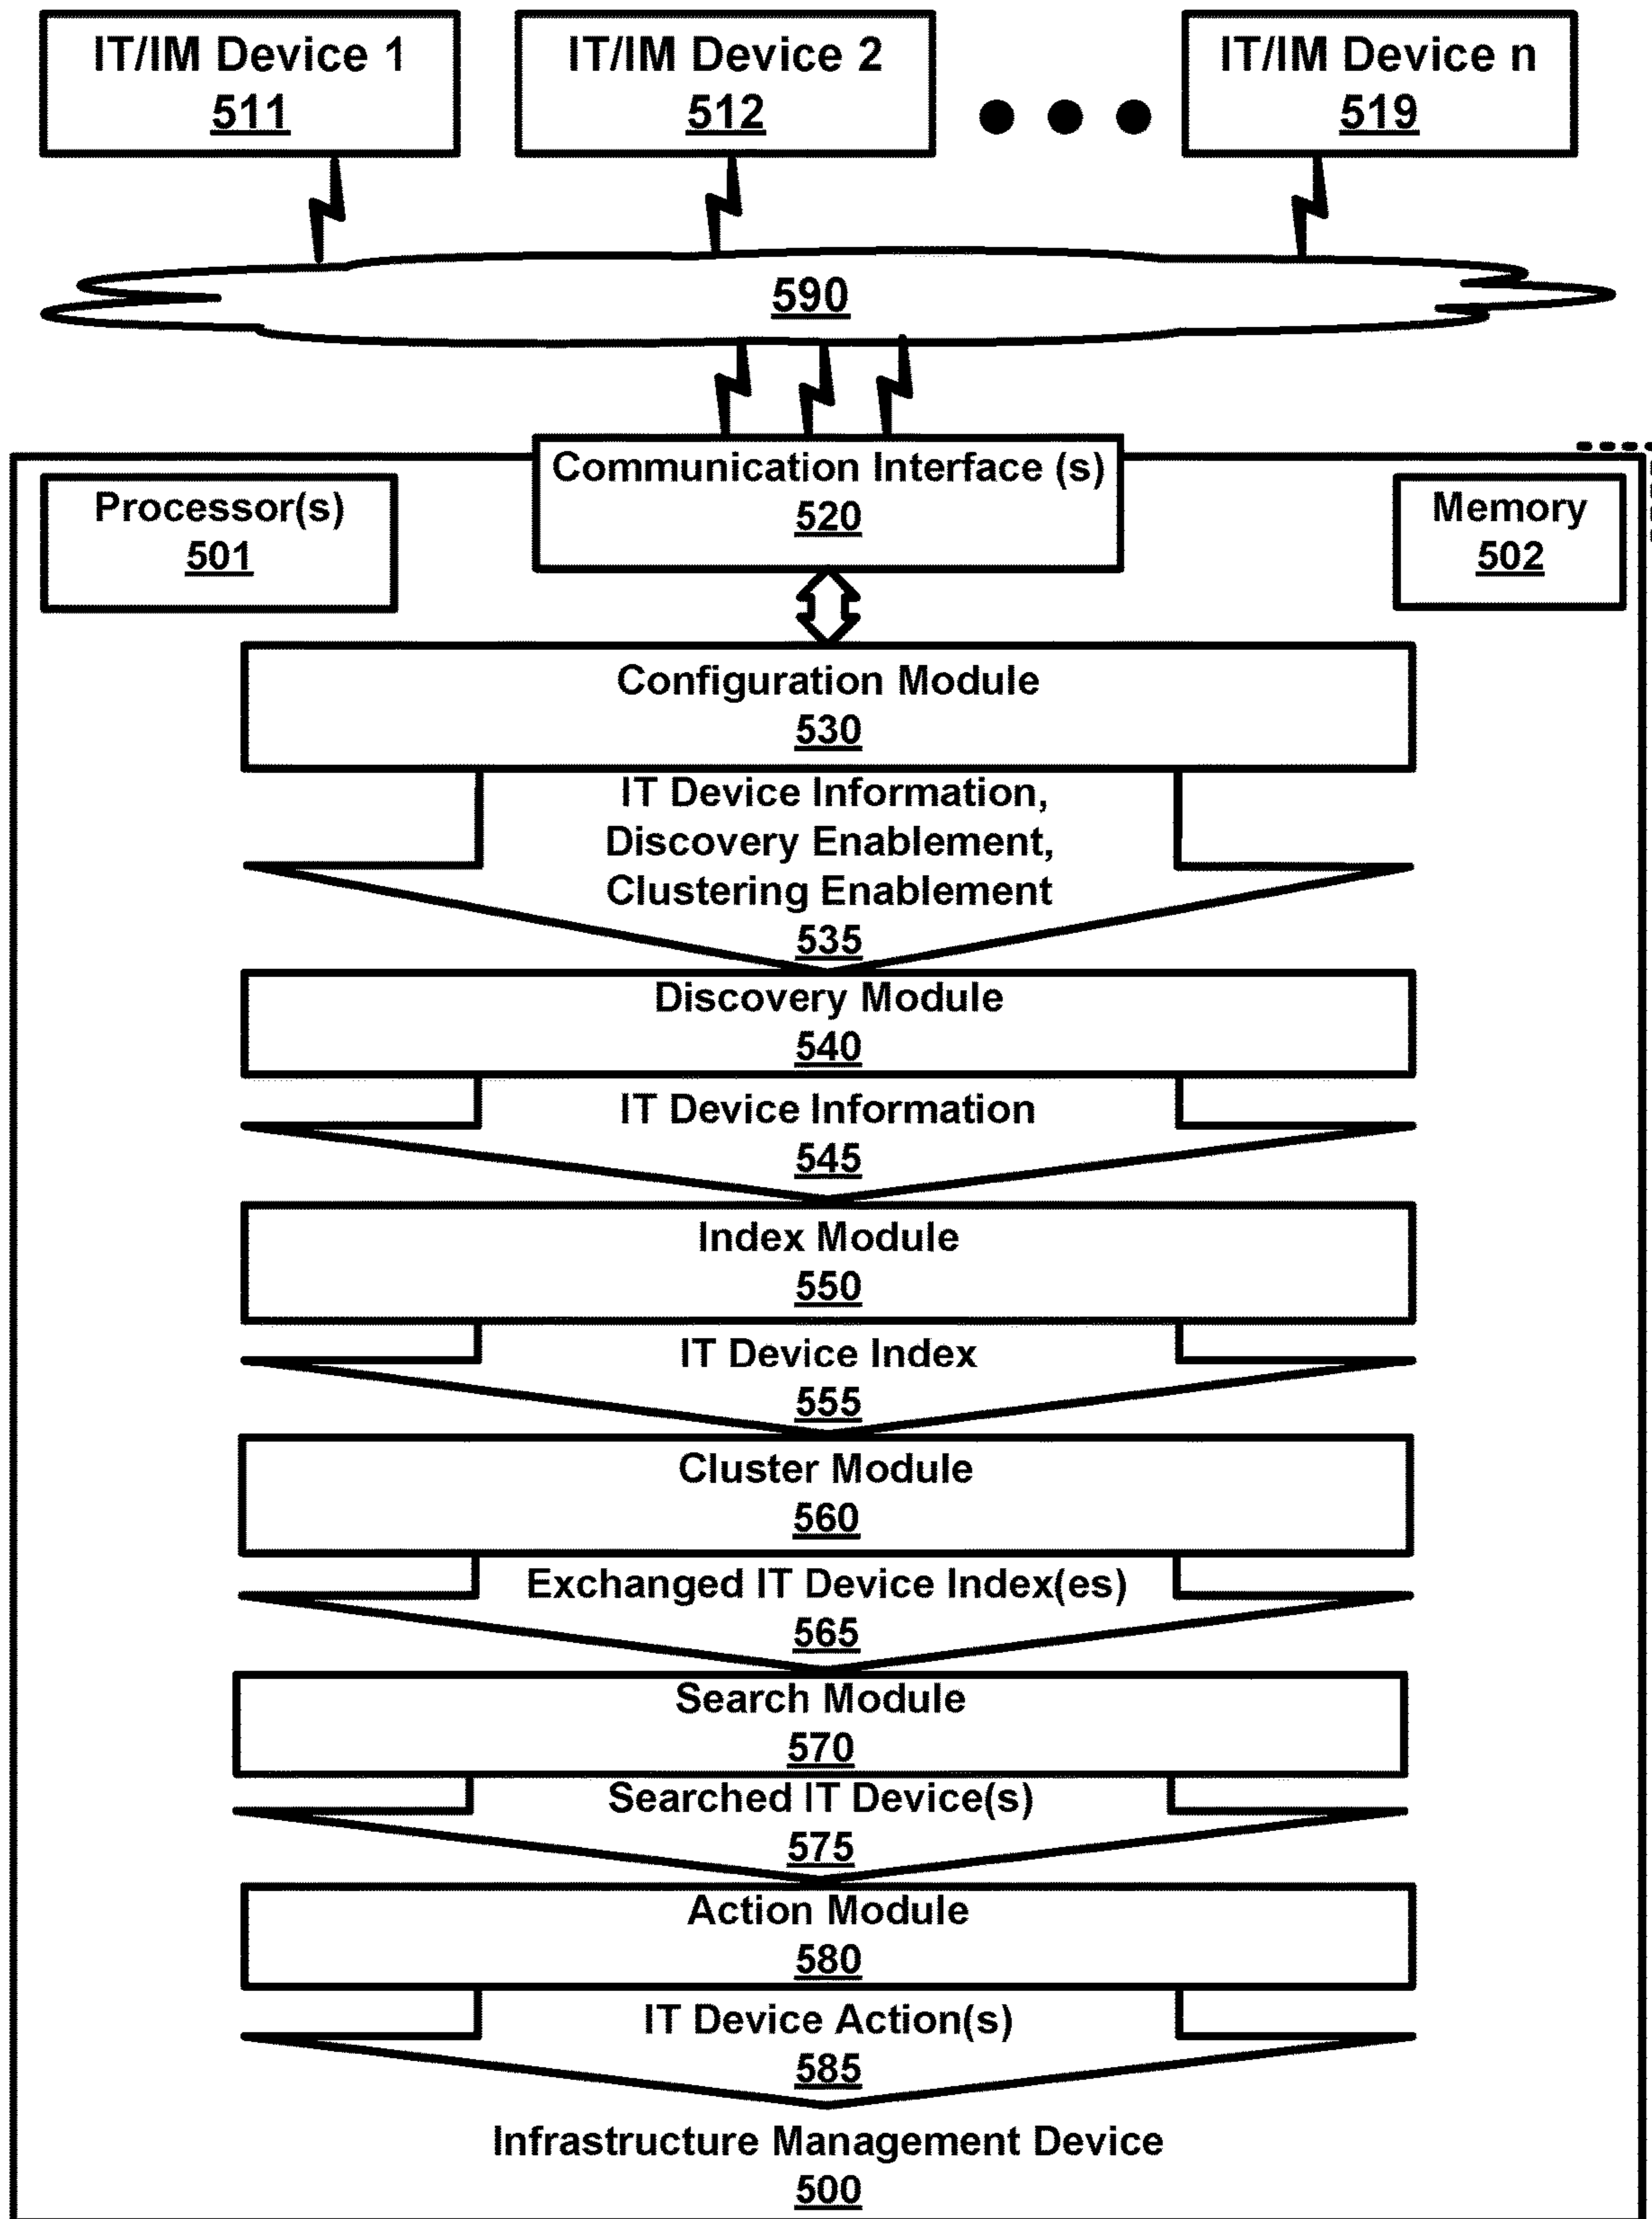 IT/IM Device 1
511
IT/IM Device 2
512
IT/IM Device n
519
590
Communication Interface (s)
520
Processor(s)
501
Memory
502
Configuration Module
530
IT Device Information,
Discovery Enablement,
Clustering Enablement
535
Discovery Module
540
IT Device Information
545
Index Module
550
IT Device Index
555
Cluster Module
560
Exchanged IT Device Index(es)
565
Search Module
570
Searched IT Device(s)
575
Action Module
580
IT Device Action(s)
585
Infrastructure Management Device
500